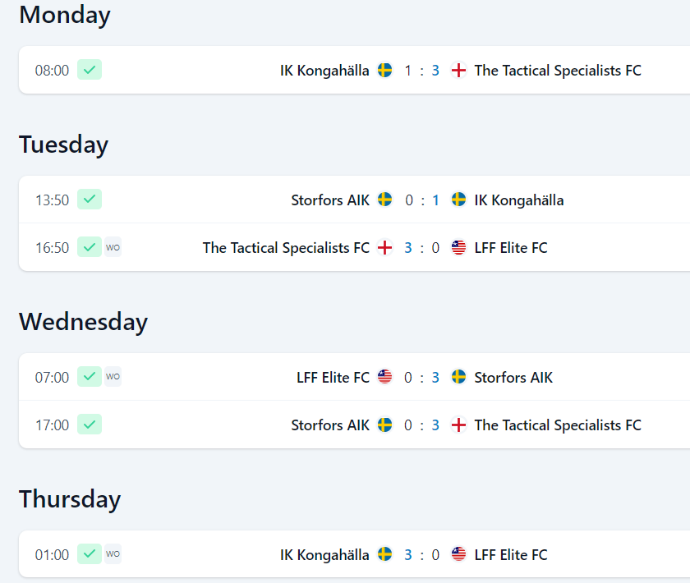 Monday
08:00 IK Kongahälla 1 : 3 The Tactical Specialists FC
Tuesday
13:50 Storfors AIK 0 : 1 IK Kongahälla
16:50 WO The Tactical Specialists FC 3 : 0 LFF Elite FC
Wednesday
07:00 WO LFF Elite FC 0 : 3 Storfors AIK
17:00 Storfors AIK 0 : 3 The Tactical Specialists FC
Thursday
01:00 WO IK Kongahälla 3 : 0 LFF Elite FC